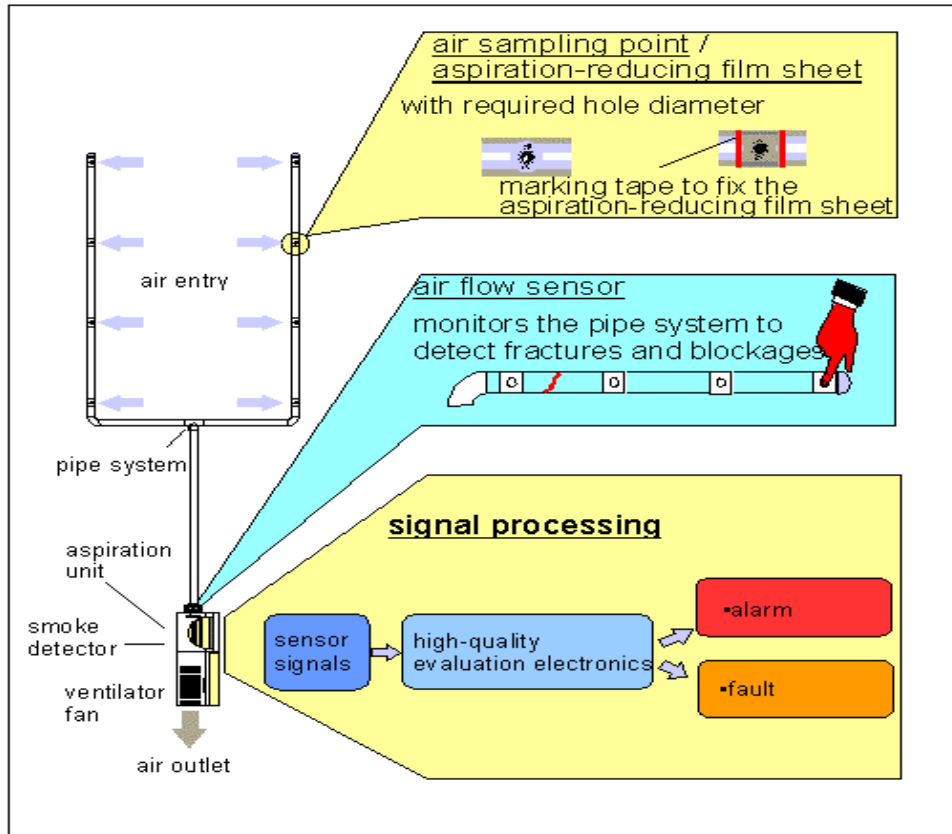 air sampling point /
aspiration-reducing film sheet
with required hole diameter
marking tape to fix the
aspiration-reducing film sheet
air entry
air flow sensor
monitors the pipe system to
detect fractures and blockages
pipe system
aspiration
unit
smoke
detector
ventilator
fan
air outlet
signal processing
sensor
signals
high-quality
evaluation electronics
▪alarm
▪fault